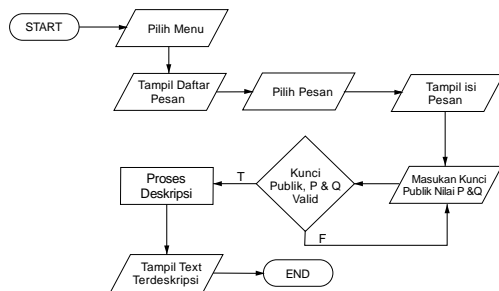 START
Pilih Menu
Tampil Daftar
Pesan
Pilih Pesan
Tampil isi
Pesan
Masukan Kunci
Publik Nilai P &Q
Kunci
Publik, P & Q
Valid
T
F
Proses
Deskripsi
Tampil Text
Terdeskripsi
END